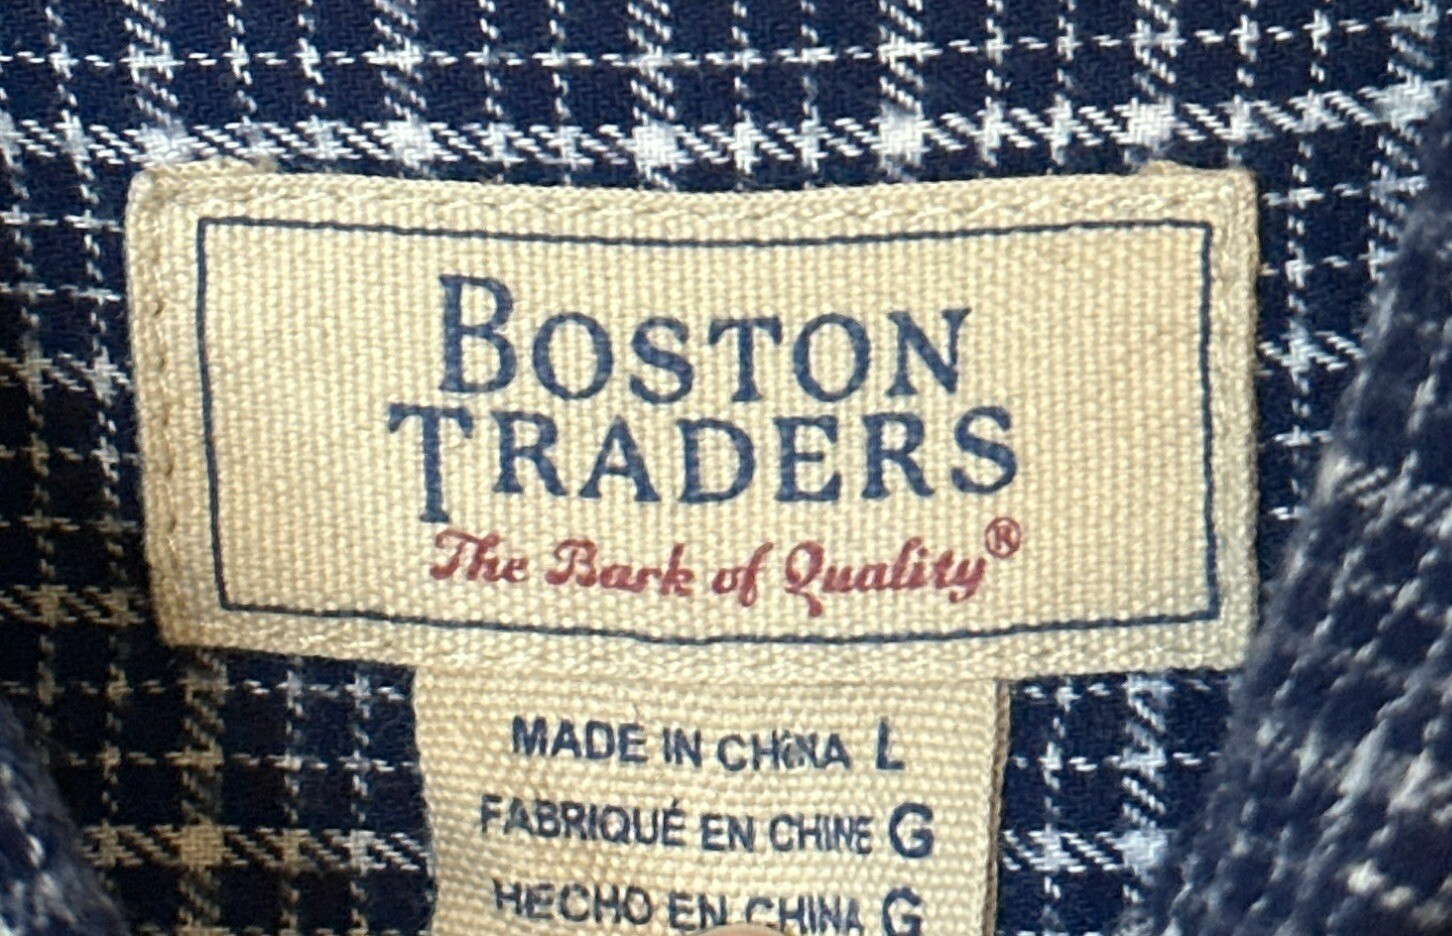 BOSTON
TRADERS
The Bark of Quality®
MADE IN CHINA L
FABRIQUÉ EN CHINE G
HECHO EN CHINA G